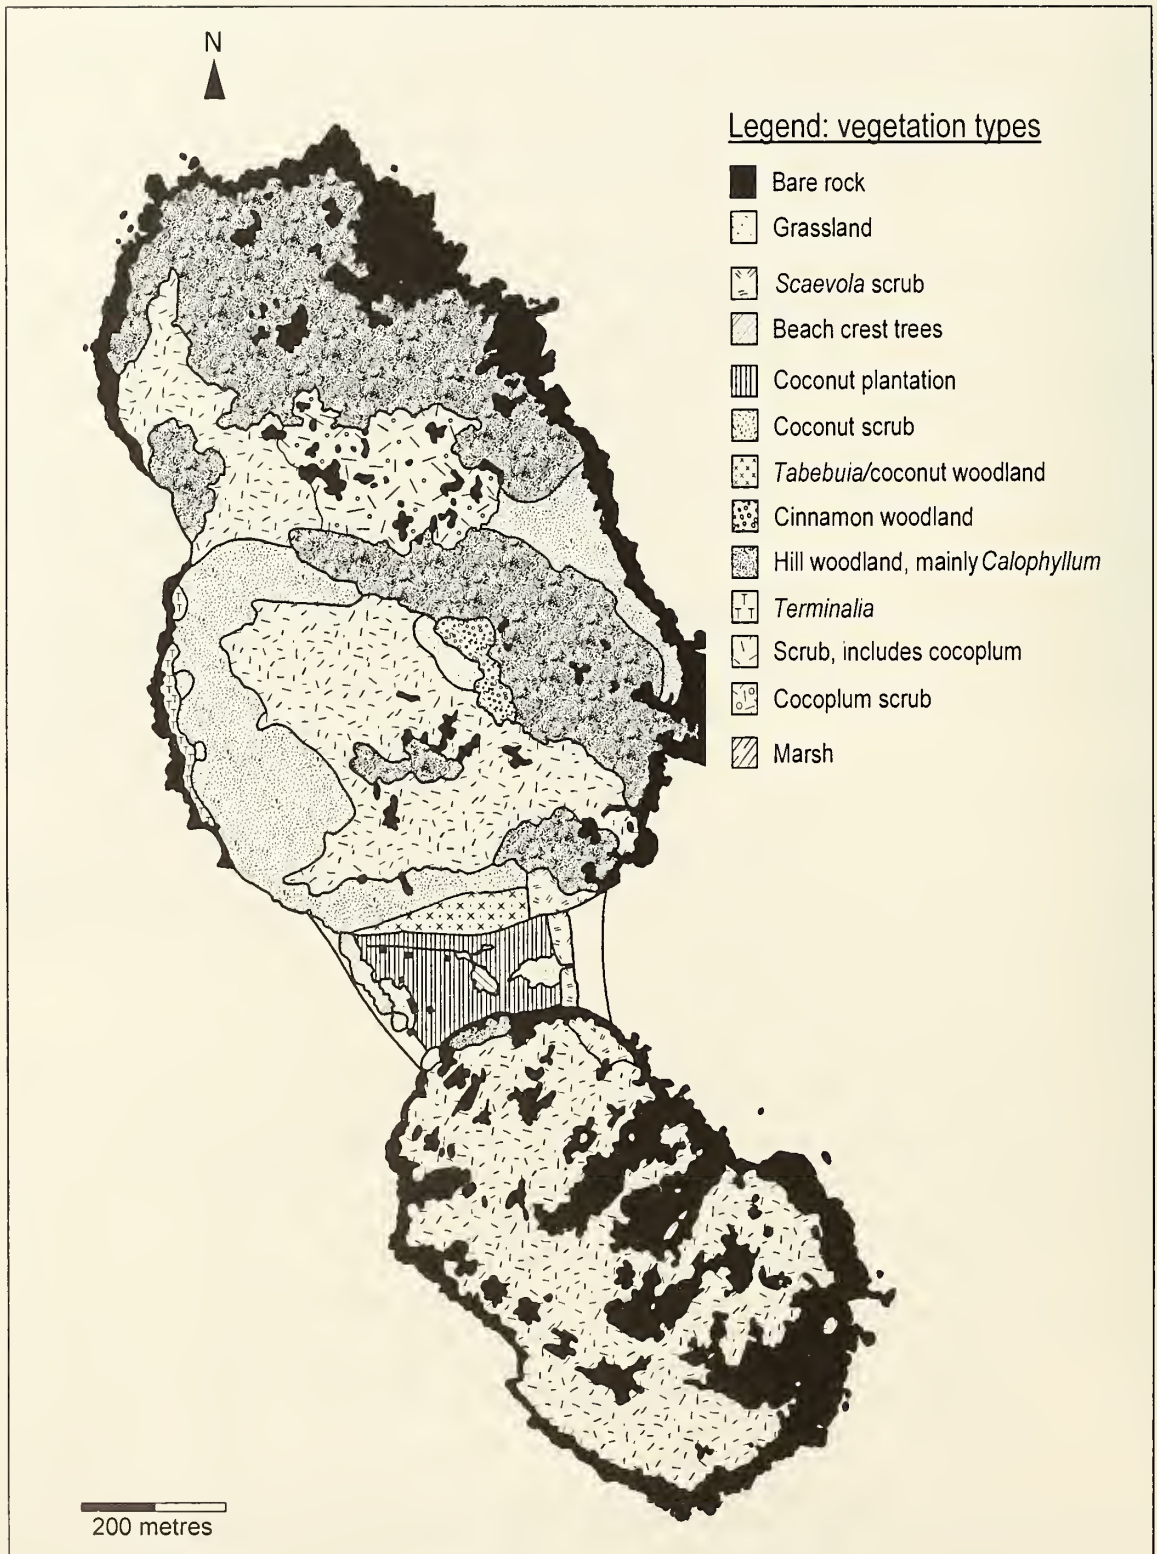 N
Legend: vegetation types
Bare rock
Grassland
Scaevola scrub
Beach crest trees
Coconut plantation
Coconut scrub
Tabebuia/coconut woodland
Cinnamon woodland
Hill woodland, mainly Calophyllum
Terminalia
Scrub, includes cocoplum
Cocoplum scrub
Marsh
200 metres